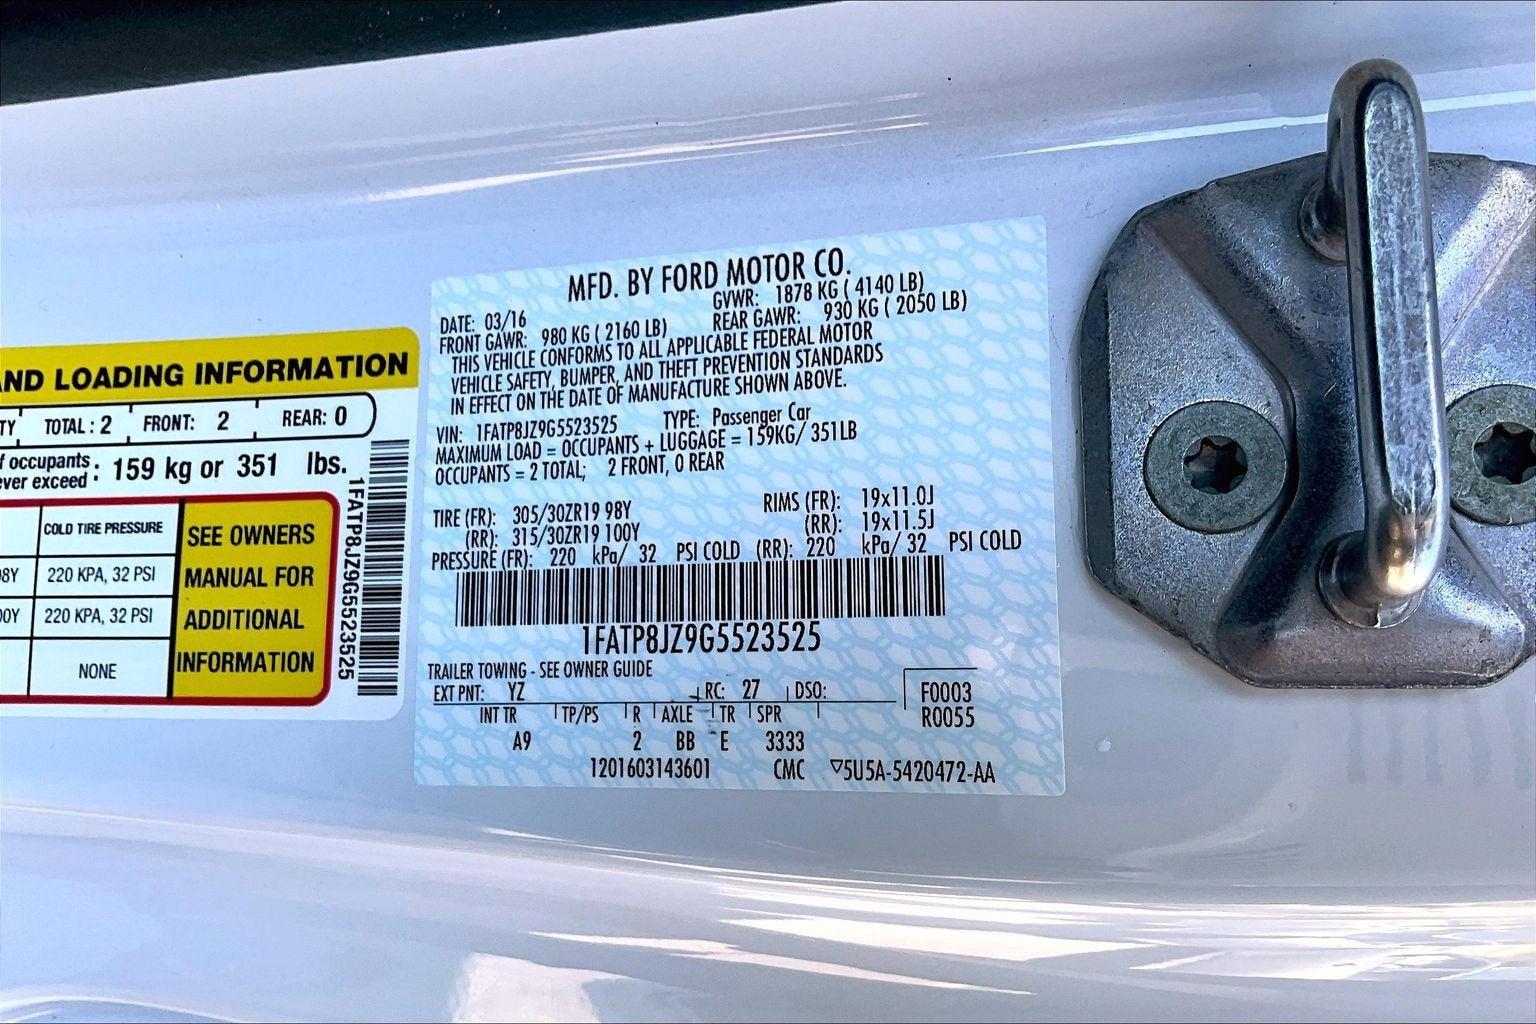 AND LOADING INFORMATION
TY TOTAL : 2 FRONT: 2 REAR: 0
f occupants
ever exceed : 159 kg or 351 lbs.
COLD TIRE PRESSURE
98Y 220 KPA, 32 PSI
00Y 220 KPA, 32 PSI
NONE
SEE OWNERS
MANUAL FOR
ADDITIONAL
INFORMATION
1FATP8JZ9G5523525
MFD. BY FORD MOTOR CO.
DATE: 03/16 GVWR: 1878 KG ( 4140 LB)
FRONT GAWR: 980 KG ( 2160 LB) REAR GAWR: 930 KG ( 2050 LB)
THIS VEHICLE CONFORMS TO ALL APPLICABLE FEDERAL MOTOR
VEHICLE SAFETY, BUMPER, AND THEFT PREVENTION STANDARDS
IN EFFECT ON THE DATE OF MANUFACTURE SHOWN ABOVE.
VIN: 1FATP8JZ9G5523525 TYPE: Passenger Car
MAXIMUM LOAD = OCCUPANTS + LUGGAGE = 159KG/ 351LB
OCCUPANTS = 2 TOTAL; 2 FRONT, 0 REAR
TIRE (FR): 305/30ZR19 98Y RIMS (FR): 19x11.0J
(RR): 315/30ZR19 100Y (RR): 19x11.5J
PRESSURE (FR): 220 kPa/ 32 PSI COLD (RR): 220 kPa/ 32 PSI COLD
1FATP8JZ9G5523525
TRAILER TOWING - SEE OWNER GUIDE
EXT PNT: YZ RC: 27 DSO: F0003
INT TR TP/PS R AXLE TR SPR R0055
A9 2 BB E 3333
1201603143601 CMC ▽5U5A-5420472-AA